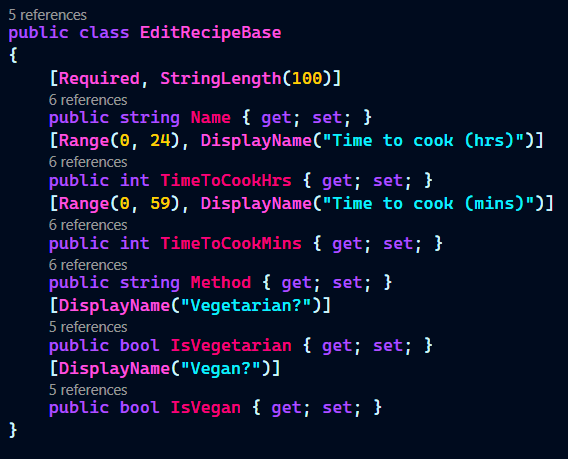 5 references
public class EditRecipeBase
{
[Required, StringLength(100)]
6 references
public string Name { get; set; }
[Range(0, 24), DisplayName("Time to cook (hrs)")]
6 references
public int TimeToCookHrs { get; set; }
[Range(0, 59), DisplayName("Time to cook (mins)")]
6 references
public int TimeToCookMins { get; set; }
6 references
public string Method { get; set; }
[DisplayName("Vegetarian?")]
5 references
public bool IsVegetarian { get; set; }
[DisplayName("Vegan?")]
5 references
public bool IsVegan { get; set; }
}